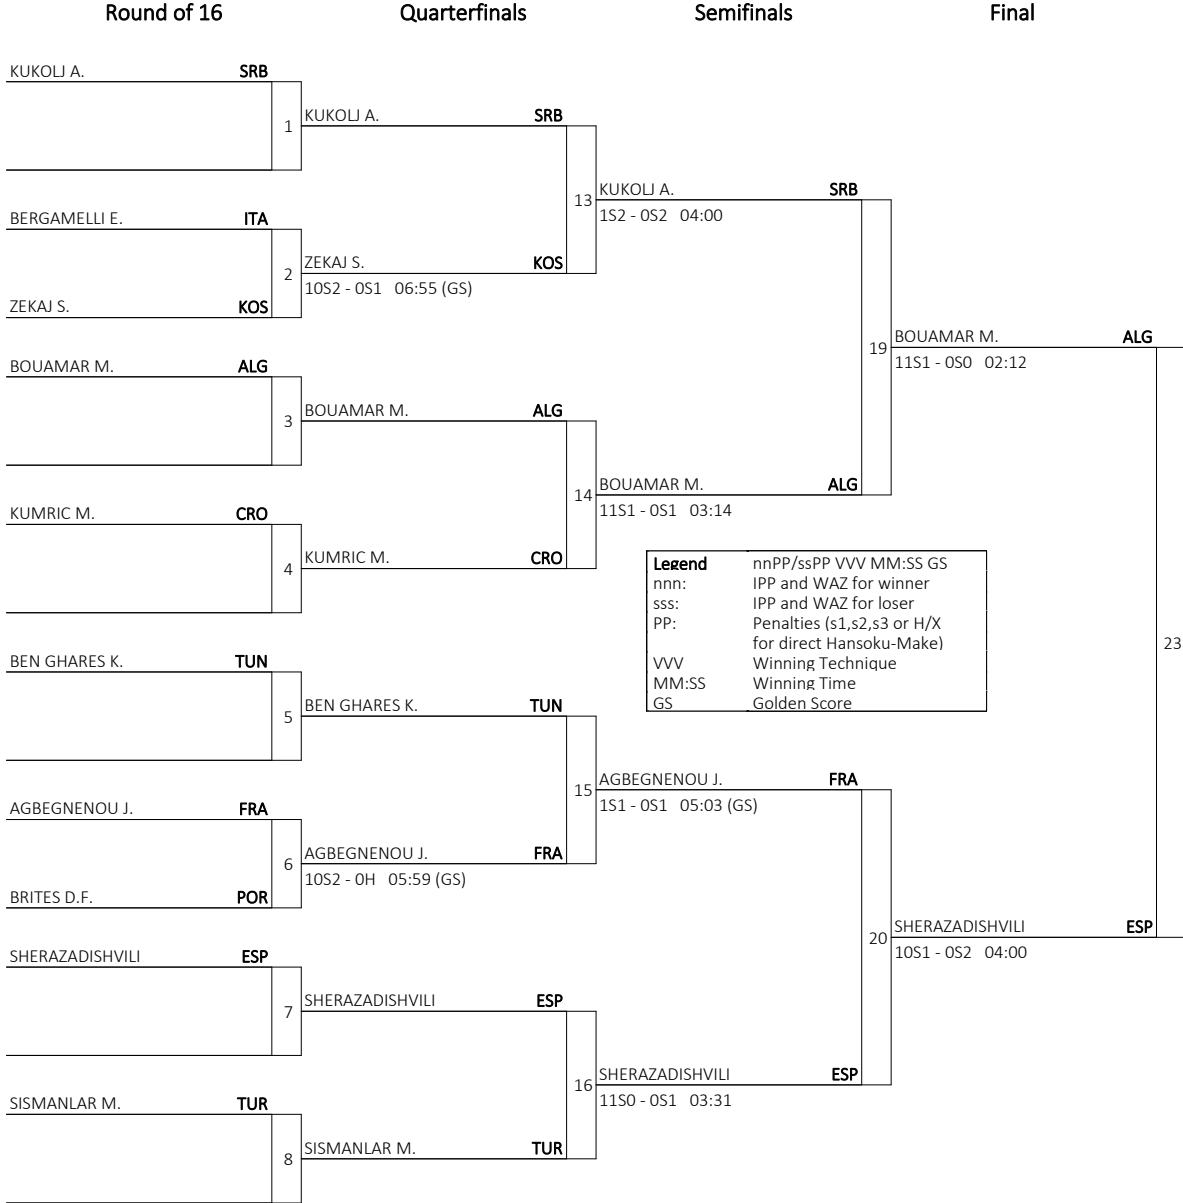 Round of 16 Quarterfinals Semifinals Final
KUKOLJ A. SRB
1 KUKOLJ A. SRB
13 KUKOLJ A. SRB
1S2 - 0S2 04:00
BERGAMELLI E. ITA
2 ZEKAJ S. KOS
10S2 - 0S1 06:55 (GS)
ZEKAJ S. KOS
19 BOUAMAR M. ALG
11S1 - 0S0 02:12
BOUAMAR M. ALG
3 BOUAMAR M. ALG
14 BOUAMAR M. ALG
11S1 - 0S1 03:14
KUMRIC M. CRO
4 KUMRIC M. CRO
Legend nnPP/ssPP VVV MM:SS GS
nnn: IPP and WAZ for winner
sss: IPP and WAZ for loser
PP: Penalties (s1,s2,s3 or H/X
for direct Hansoku-Make)
VVV Winning Technique
MM:SS Winning Time
GS Golden Score
23
BEN GHARES K. TUN
5 BEN GHARES K. TUN
15 AGBEGNENOU J. FRA
1S1 - 0S1 05:03 (GS)
AGBEGNENOU J. FRA
6 AGBEGNENOU J. FRA
10S2 - 0H 05:59 (GS)
BRITES D.F. POR
20 SHERAZADISHVILI ESP
10S1 - 0S2 04:00
SHERAZADISHVILI ESP
7 SHERAZADISHVILI ESP
16 SHERAZADISHVILI ESP
11S0 - 0S1 03:31
SISMANLAR M. TUR
8 SISMANLAR M. TUR